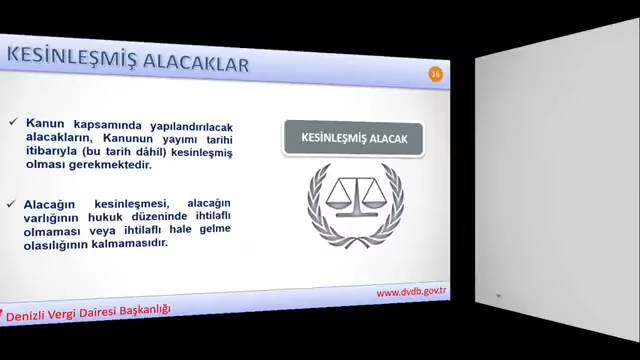 KESİNLEŞMİŞ ALACAKLAR
16
✓ Kanun kapsamında yapılandırılacak
alacakların, Kanunun yayımı tarihi
itibarıyla (bu tarih dâhil) kesinleşmiş
olması gerekmektedir.
KESİNLEŞMİŞ ALACAK
✓ Alacağın kesinleşmesi, alacağın
varlığının hukuk düzeninde ihtilaflı
olmaması veya ihtilaflı hale gelme
olasılığının kalmamasıdır.
www.dvdb.gov.tr
Denizli Vergi Dairesi Başkanlığı